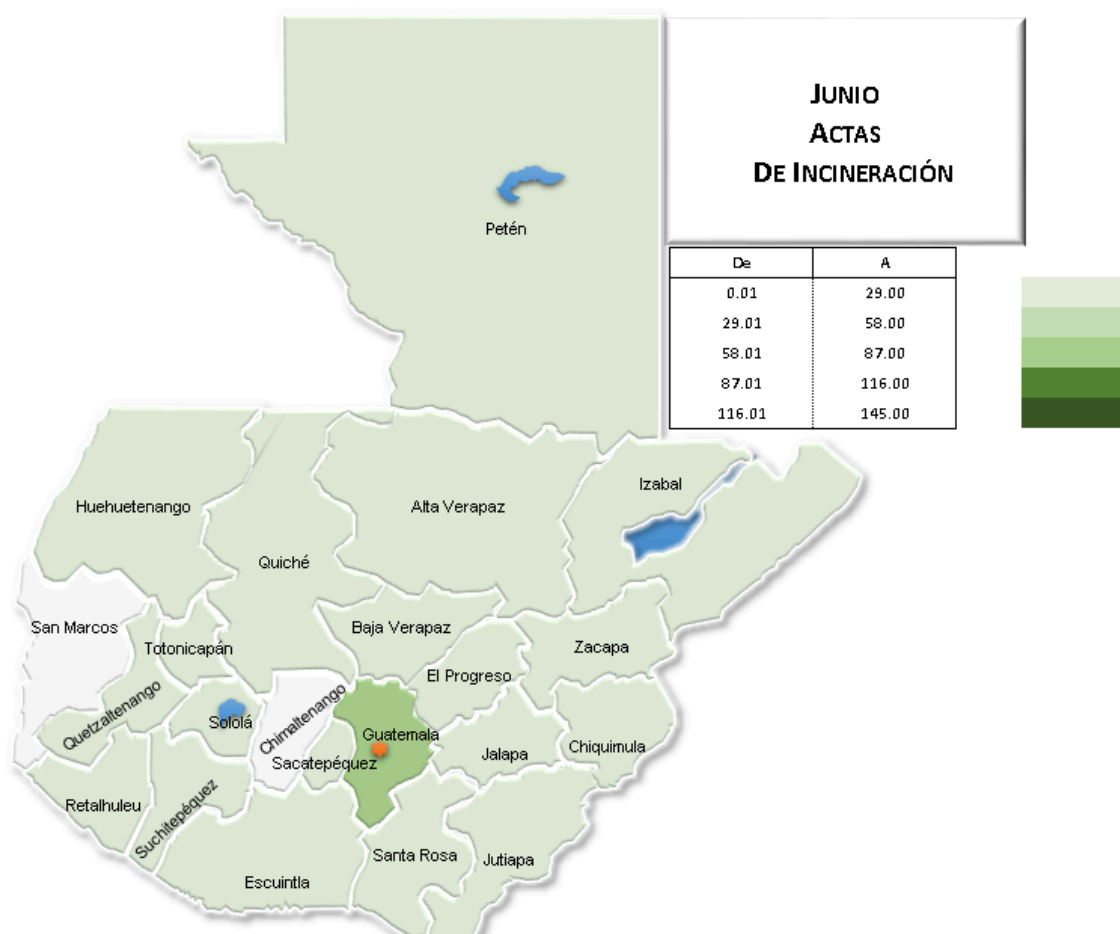 JUNIO
ACTAS
DE INCINERACIÓN
Petén
De A
0.01 29.00
29.01 58.00
58.01 87.00
87.01 116.00
116.01 145.00
Izabal
Huehuetenango
Alta Verapaz
Quiché
San Marcos
Baja Verapaz
Totonicapán
Zacapa
El Progreso
Quetzaltenango
Sololá
Chimaltenango
Guatemala
Chiquimula
Jalapa
Sacatepéquez
Retalhuleu
Suchitepéquez
Santa Rosa
Jutiapa
Escuintla